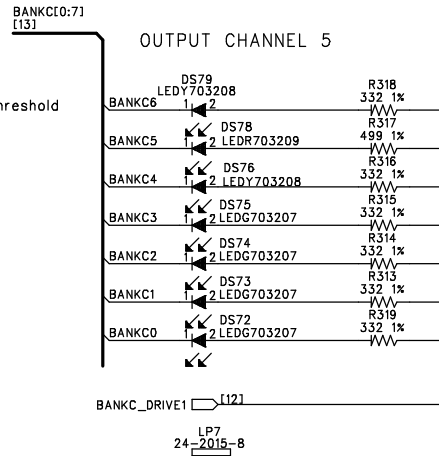 BANKC[0:7]
[13]
OUTPUT CHANNEL 5
DS79
LEDY703208
R318
BANKC6 1 2 332 1%
R317
DS78
BANKC5 1 2 LEDR703209 499 1%
R316
DS76
BANKC4 1 2 LEDY703208 332 1%
R315
DS75
BANKC3 1 2 LEDG703207 332 1%
R314
DS74
BANKC2 1 2 LEDG703207 332 1%
R313
DS73
BANKC1 1 2 LEDG703207 332 1%
R319
DS72
BANKC0 1 2 LEDG703207 332 1%
BANKC_DRIVE1 [12]
LP7
24-2015-8